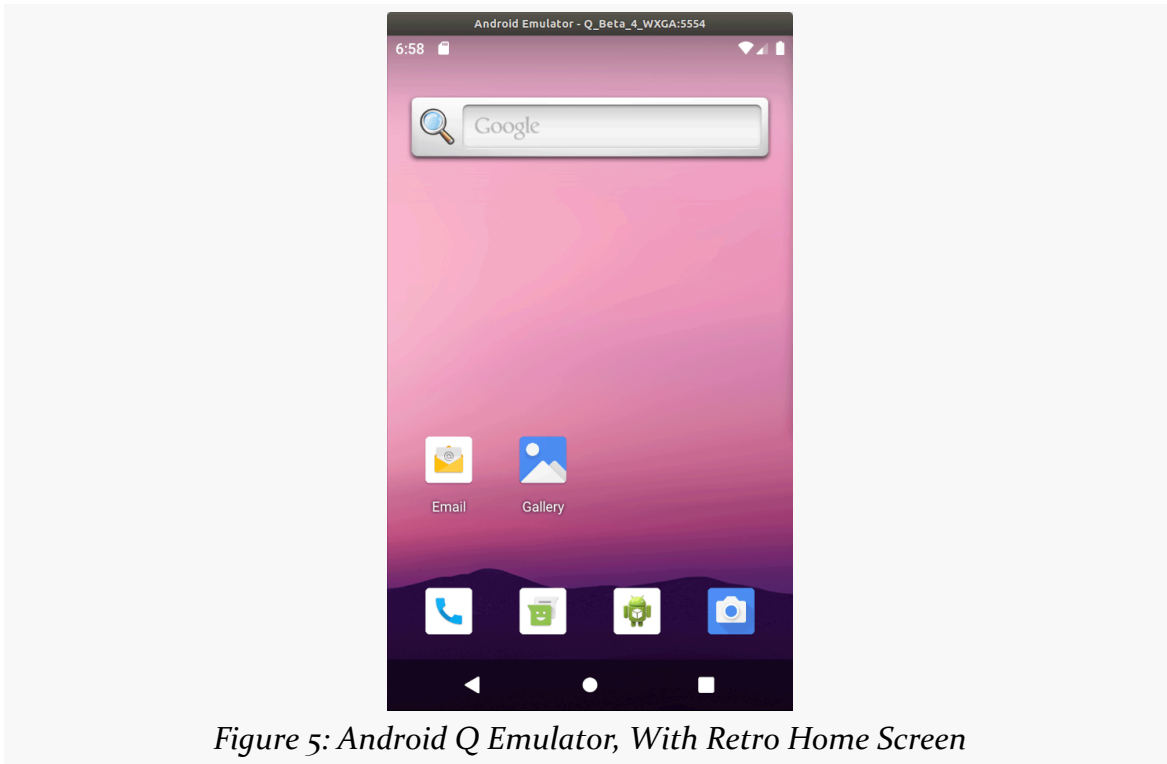 Android Emulator - Q_Beta_4_WXGA:5554
6:58
Google
Email Gallery
Figure 5: Android Q Emulator, With Retro Home Screen